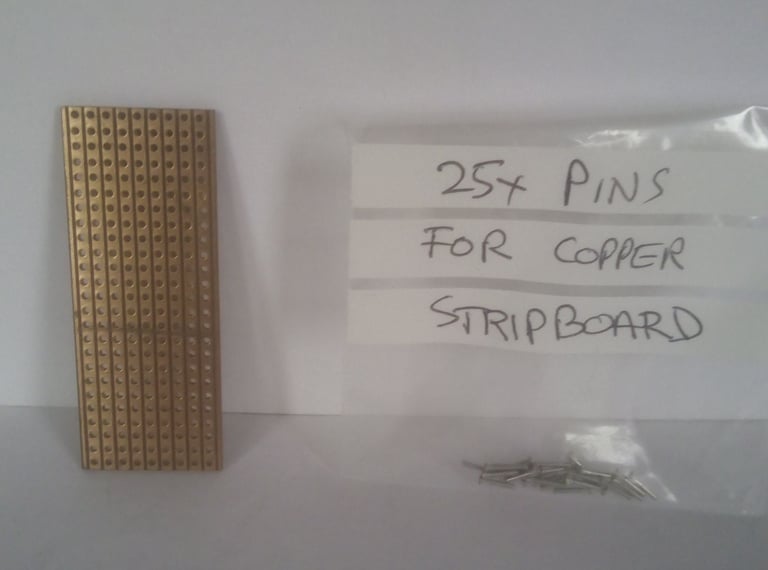 25x PINS
FOR COPPER
STRIPBOARD